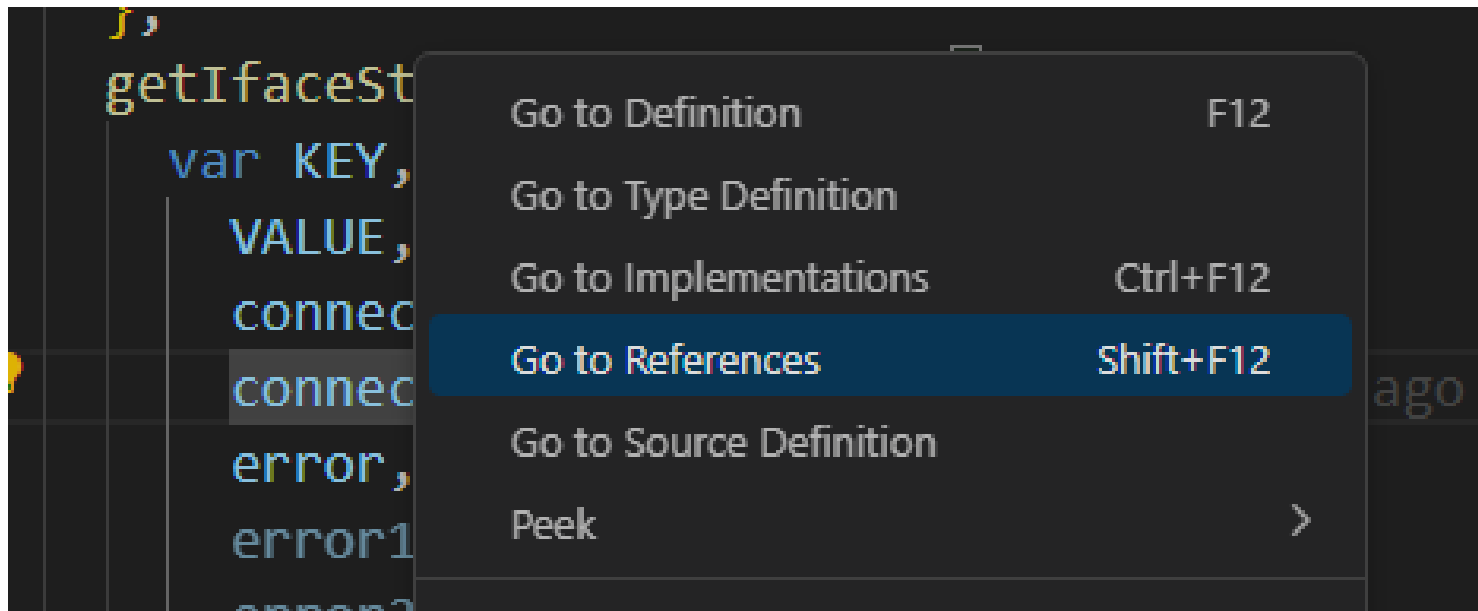 },
getIfaceSt
var KEY,
VALUE,
connec
connec
error,
error1
Go to Definition F12
Go to Type Definition
Go to Implementations Ctrl+F12
Go to References Shift+F12
Go to Source Definition
Peek
ago